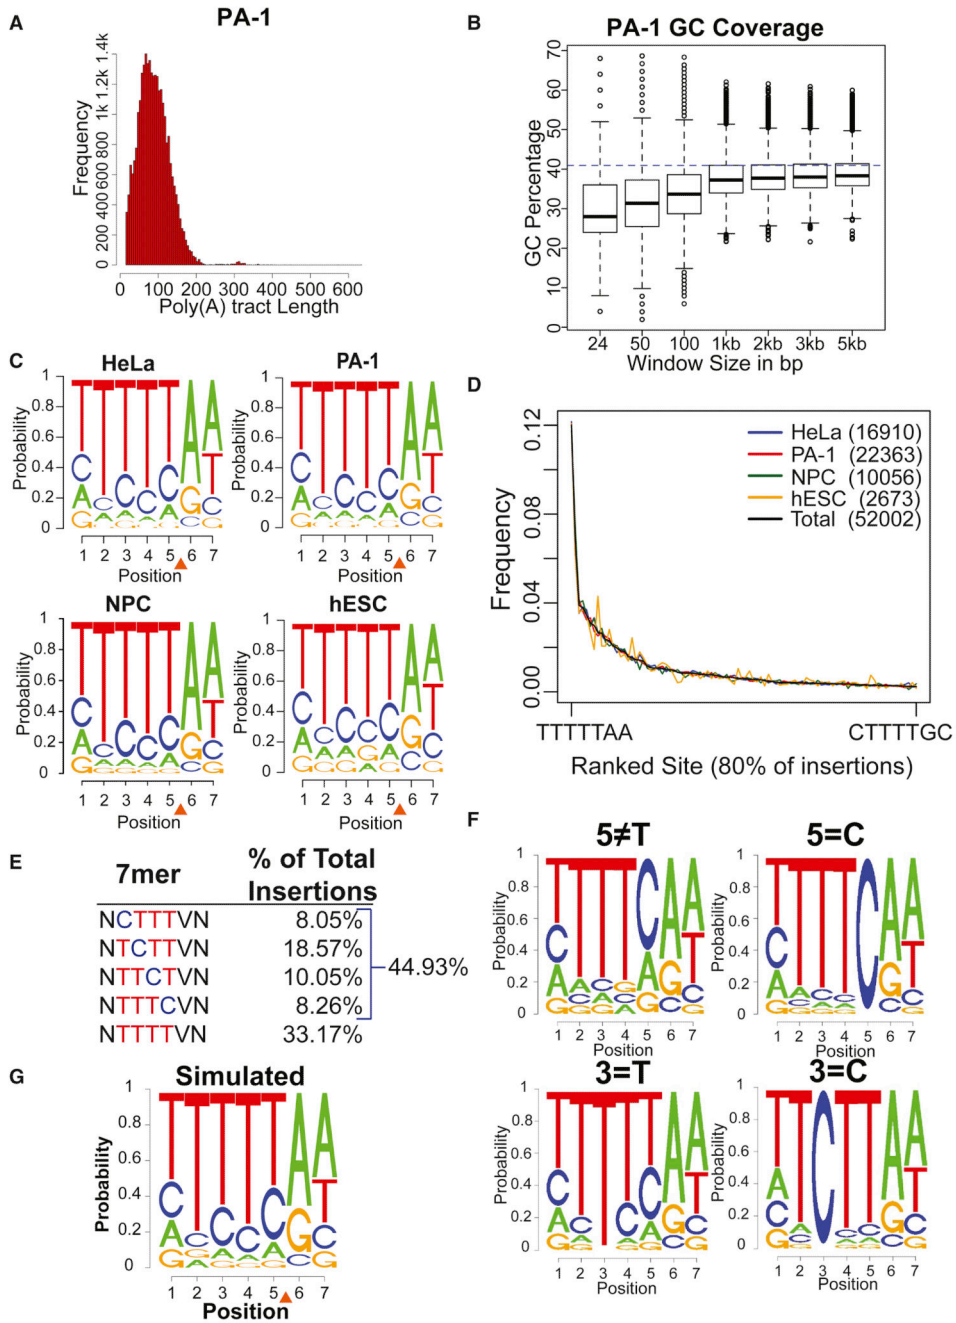 A
PA-1
Frequency
0 200 400 600 800 1k 1.2k 1.4k
0 100 200 300 400 500 600
Poly(A) tract Length
B
PA-1 GC Coverage
GC Percentage
0 10 20 30 40 50 60 70
24 50 100 1kb 2kb 3kb 5kb
Window Size in bp
C
HeLa
Probability
1
0.8
0.6
0.4
0.2
0
1 2 3 4 5 6 7
Position
PA-1
Probability
1
0.8
0.6
0.4
0.2
0
1 2 3 4 5 6 7
Position
NPC
Probability
1
0.8
0.6
0.4
0.2
0
1 2 3 4 5 6 7
Position
hESC
Probability
1
0.8
0.6
0.4
0.2
0
1 2 3 4 5 6 7
Position
D
Frequency
0.12
0.04
0.00
HeLa (16910)
PA-1 (22363)
NPC (10056)
hESC (2673)
Total (52002)
TTTTTAA
CTTTTGC
Ranked Site (80% of insertions)
E
7mer
% of Total
Insertions
NCTTTVN 8.05%
NTCTTVN 18.57%
NTTCTVN 10.05%
NTTTCVN 8.26%
44.93%
NTTTTVN 33.17%
F
5≠T
Probability
1
0.8
0.6
0.4
0.2
0
1 2 3 4 5 6 7
Position
5=C
Probability
1
0.8
0.6
0.4
0.2
0
1 2 3 4 5 6 7
Position
3=T
Probability
1
0.8
0.6
0.4
0.2
0
1 2 3 4 5 6 7
Position
3=C
Probability
1
0.8
0.6
0.4
0.2
0
1 2 3 4 5 6 7
Position
G
Simulated
Probability
1
0.8
0.6
0.4
0.2
0
1 2 3 4 5 6 7
Position